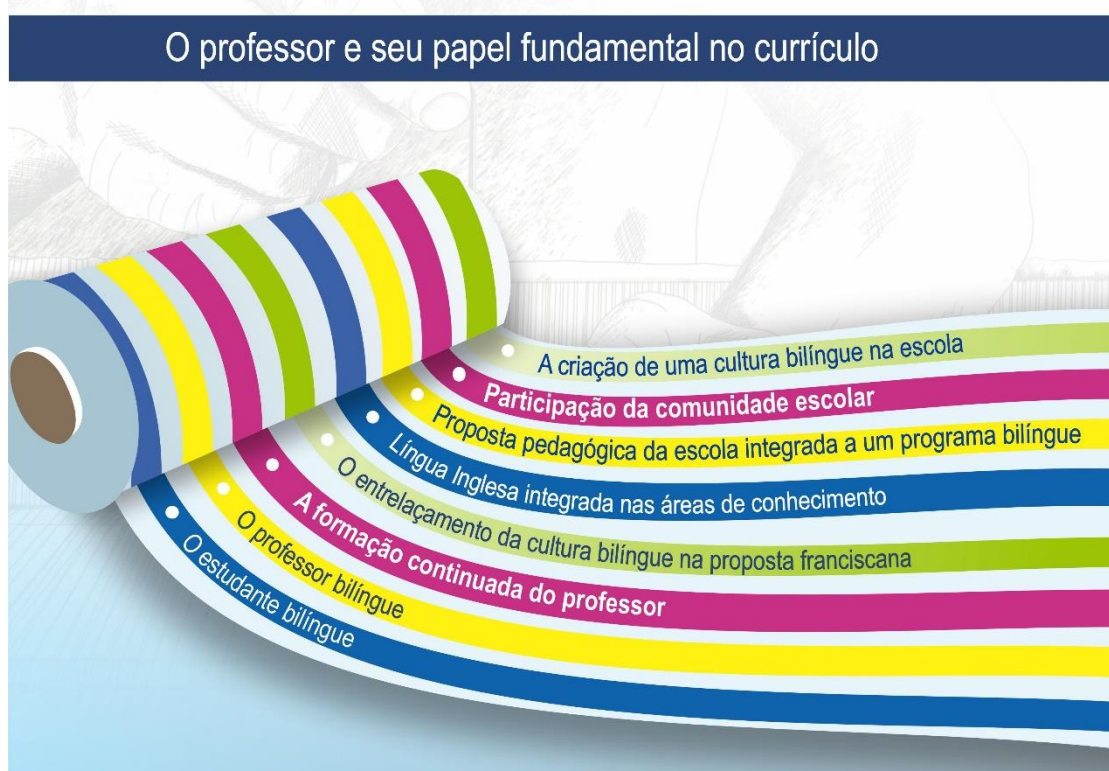 O professor e seu papel fundamental no currículo
A criação de uma cultura bilíngue na escola
Participação da comunidade escolar
Proposta pedagógica da escola integrada a um programa bilíngue
Língua Inglesa integrada nas áreas de conhecimento
O entrelaçamento da cultura bilíngue na proposta franciscana
A formação continuada do professor
O professor bilíngue
O estudante bilíngue